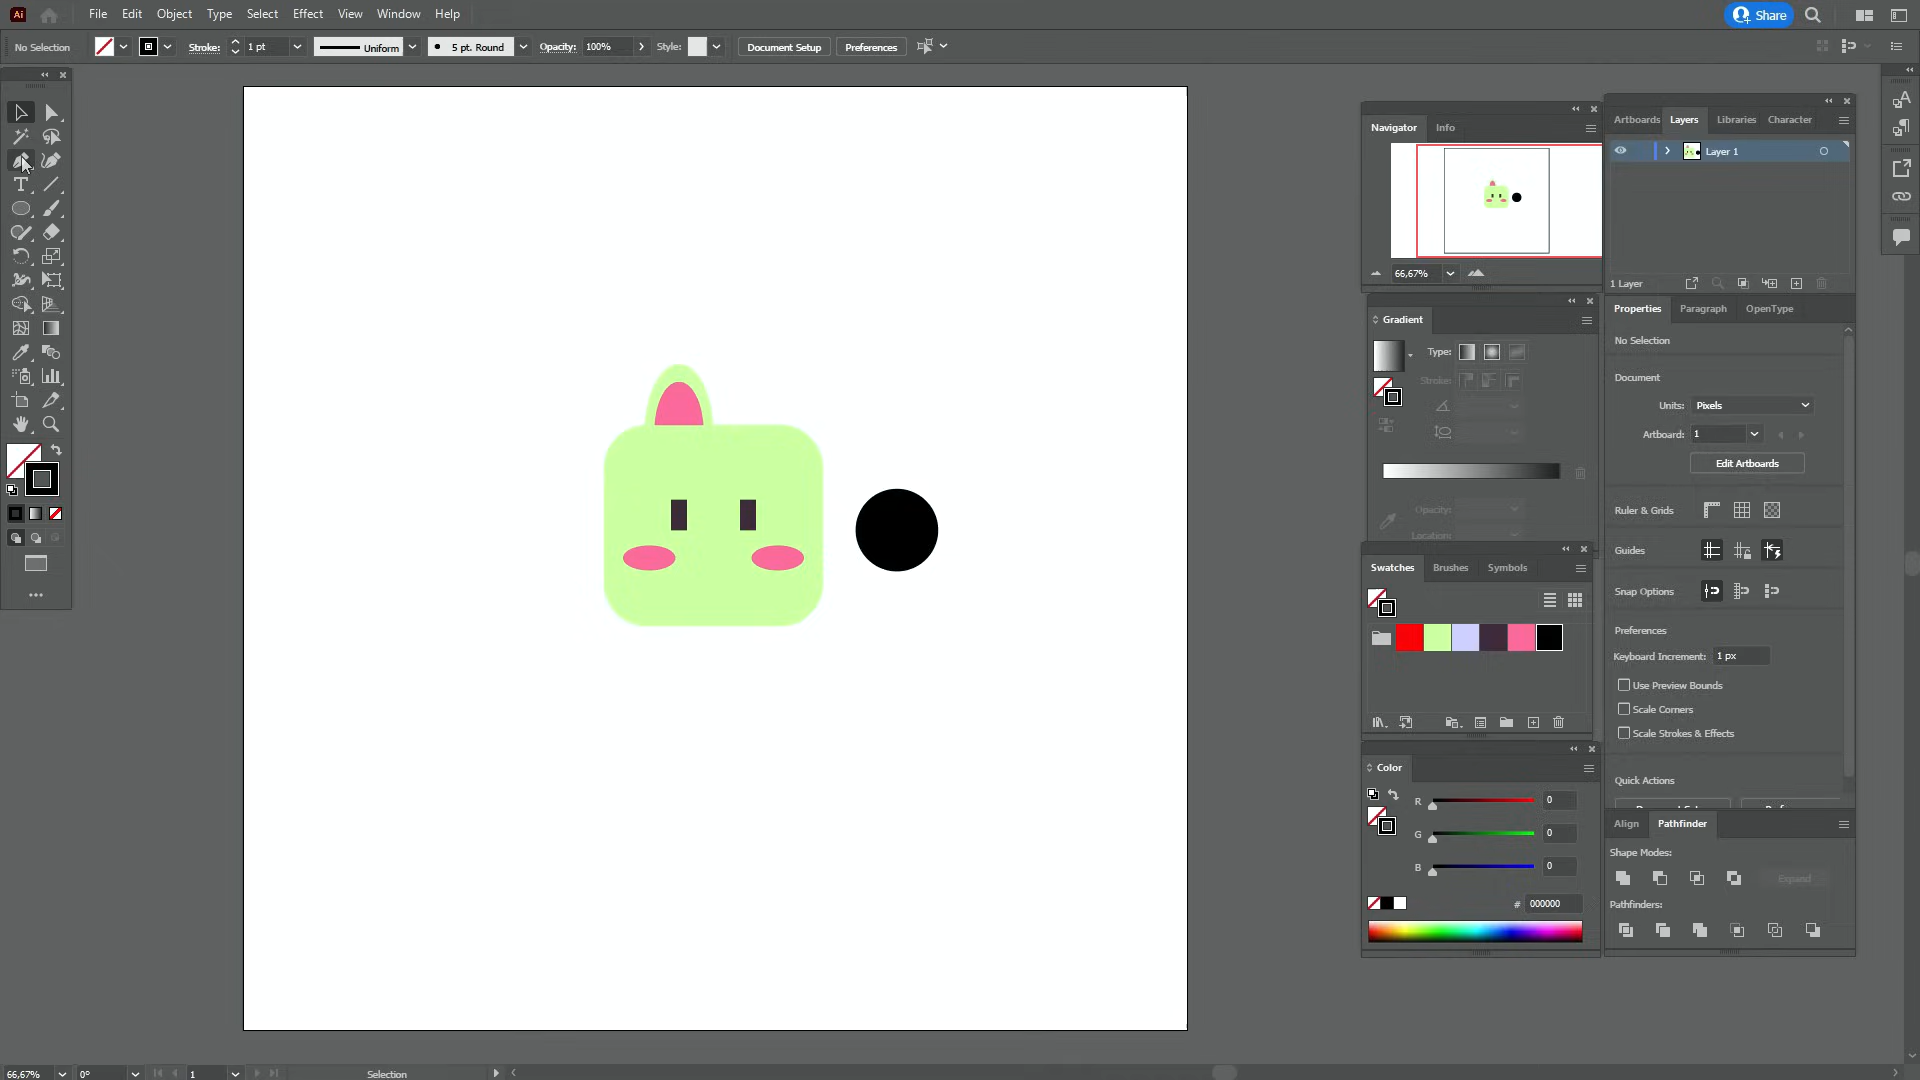 Ai File Edit Object Type Select Effect View Window Help Share
No Selection Stroke: 1 pt Uniform 5 pt. Round Opacity: 100% Style: Document Setup Preferences
Navigator Info
66,67%
Gradient
Type:
Stroke:
Opacity:
Location:
Swatches Brushes Symbols
Color
R 0
G 0
B 0
# 000000
Artboards Layers Libraries Character
Layer 1
1 Layer
Properties Paragraph OpenType
No Selection
Document
Units: Pixels
Artboard: 1
Edit Artboards
Ruler & Grids
Guides
Snap Options
Preferences
Keyboard Increment: 1 px
Use Preview Bounds
Scale Corners
Scale Strokes & Effects
Quick Actions
Align Pathfinder
Shape Modes:
Expand
Pathfinders:
66,67% 0° 1 Selection